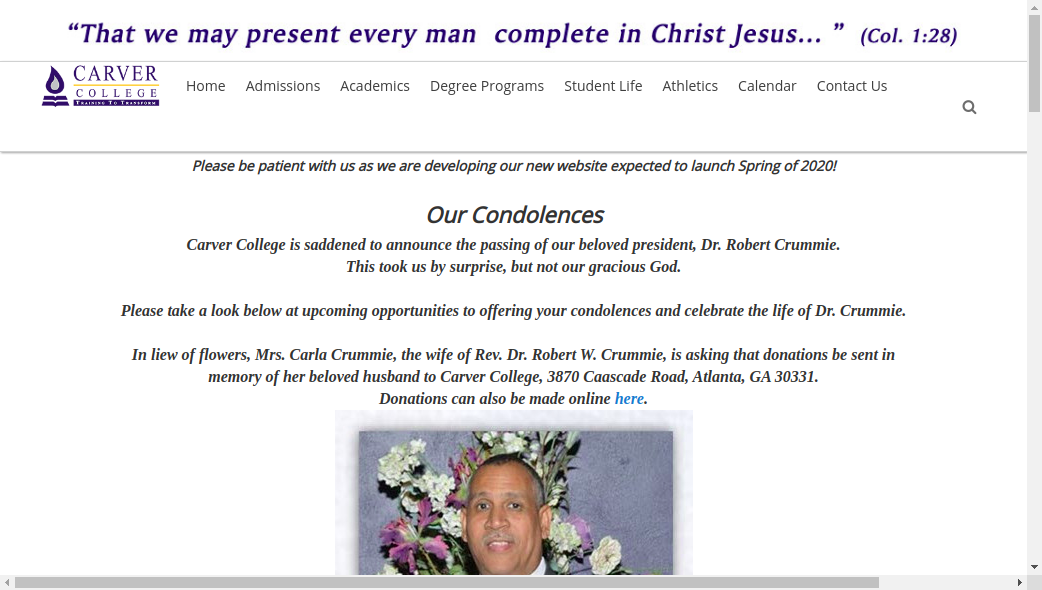 “That we may present every man complete in Christ Jesus... ” (Col. 1:28)
CARVER
COLLEGE
TRAINING TO TRANSFORM
Home Admissions Academics Degree Programs Student Life Athletics Calendar Contact Us
Please be patient with us as we are developing our new website expected to launch Spring of 2020!
Our Condolences
Carver College is saddened to announce the passing of our beloved president, Dr. Robert Crummie.
This took us by surprise, but not our gracious God.
Please take a look below at upcoming opportunities to offering your condolences and celebrate the life of Dr. Crummie.
In liew of flowers, Mrs. Carla Crummie, the wife of Rev. Dr. Robert W. Crummie, is asking that donations be sent in
memory of her beloved husband to Carver College, 3870 Caascade Road, Atlanta, GA 30331.
Donations can also be made online here.